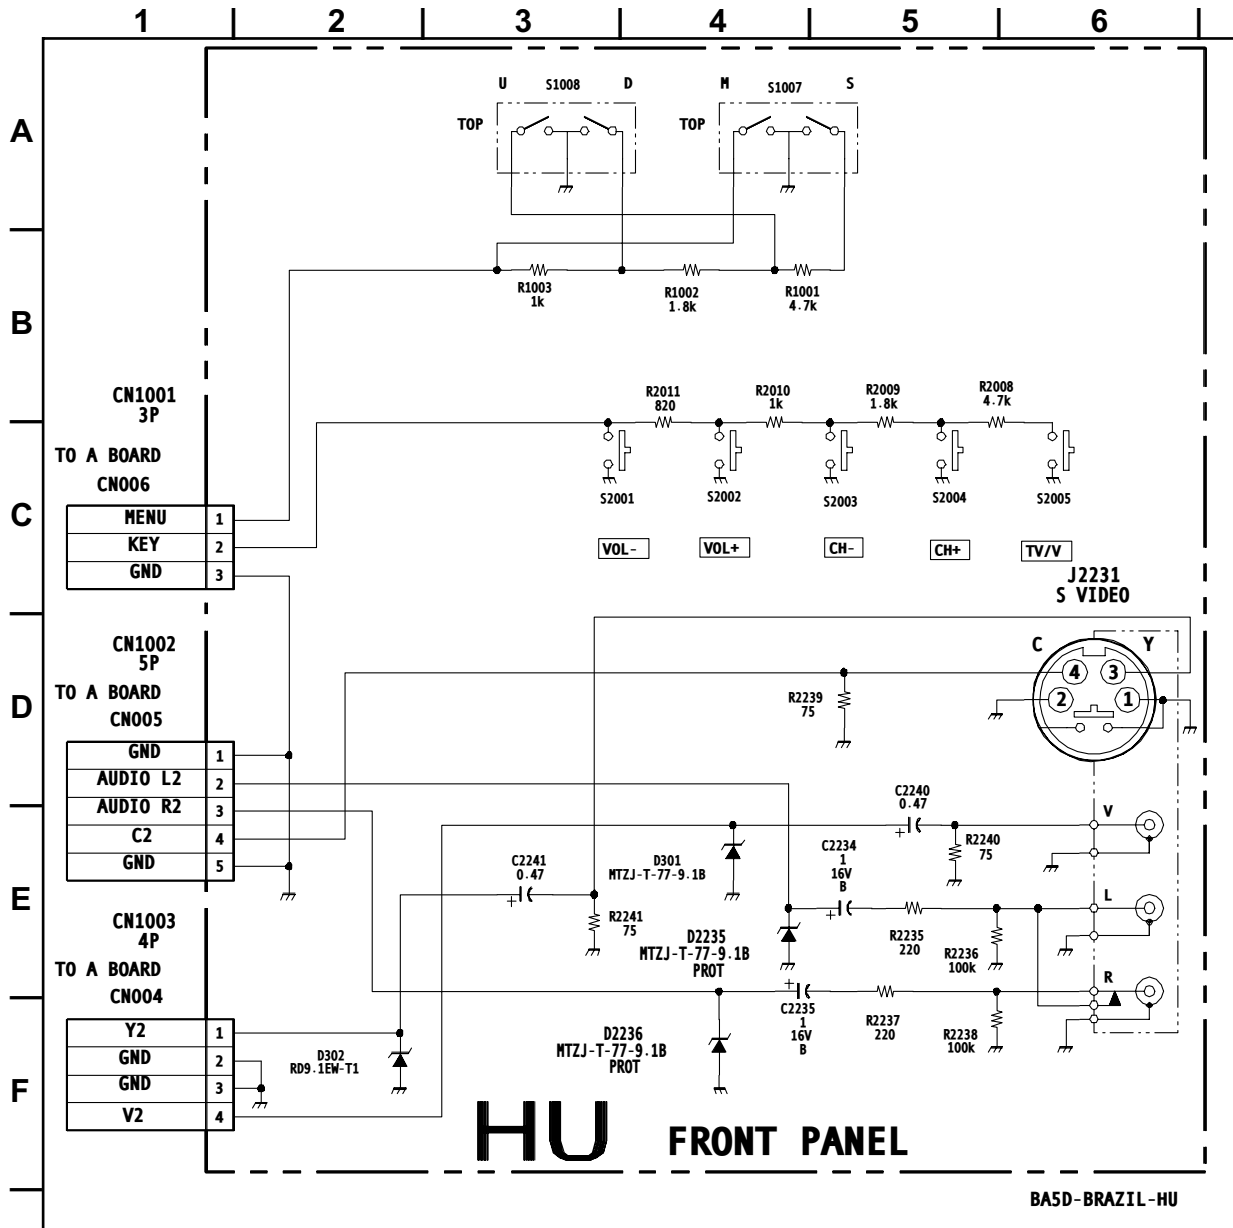 1 2 3 4 5 6
A
B
C
D
E
F
U S1008 D
TOP
M S1007 S
TOP
R1003
1k
R1002
1.8k
R1001
4.7k
CN1001
3P
TO A BOARD
CN006
MENU 1
KEY 2
GND 3
R2011
820
R2010
1k
R2009
1.8k
R2008
4.7k
S2001
S2002
S2003
S2004
S2005
VOL-
VOL+
CH-
CH+
TV/V
J2231
S VIDEO
C Y
4 3
2 1
CN1002
5P
TO A BOARD
CN005
GND 1
AUDIO L2 2
AUDIO R2 3
C2 4
GND 5
R2239
75
C2240
0.47
R2240
75
V
C2241
0.47
R2241
75
D301
MTZJ-T-77-9.1B
C2234
1
16V
B
+
+
+
+
L
D2235
MTZJ-T-77-9.1B
PROT
R2235
220
R2236
100k
R
CN1003
4P
TO A BOARD
CN004
Y2 1
GND 2
GND 3
V2 4
D302
RD9.1EW-T1
D2236
MTZJ-T-77-9.1B
PROT
C2235
1
16V
B
R2237
220
R2238
100k
HU FRONT PANEL
BA5D-BRAZIL-HU